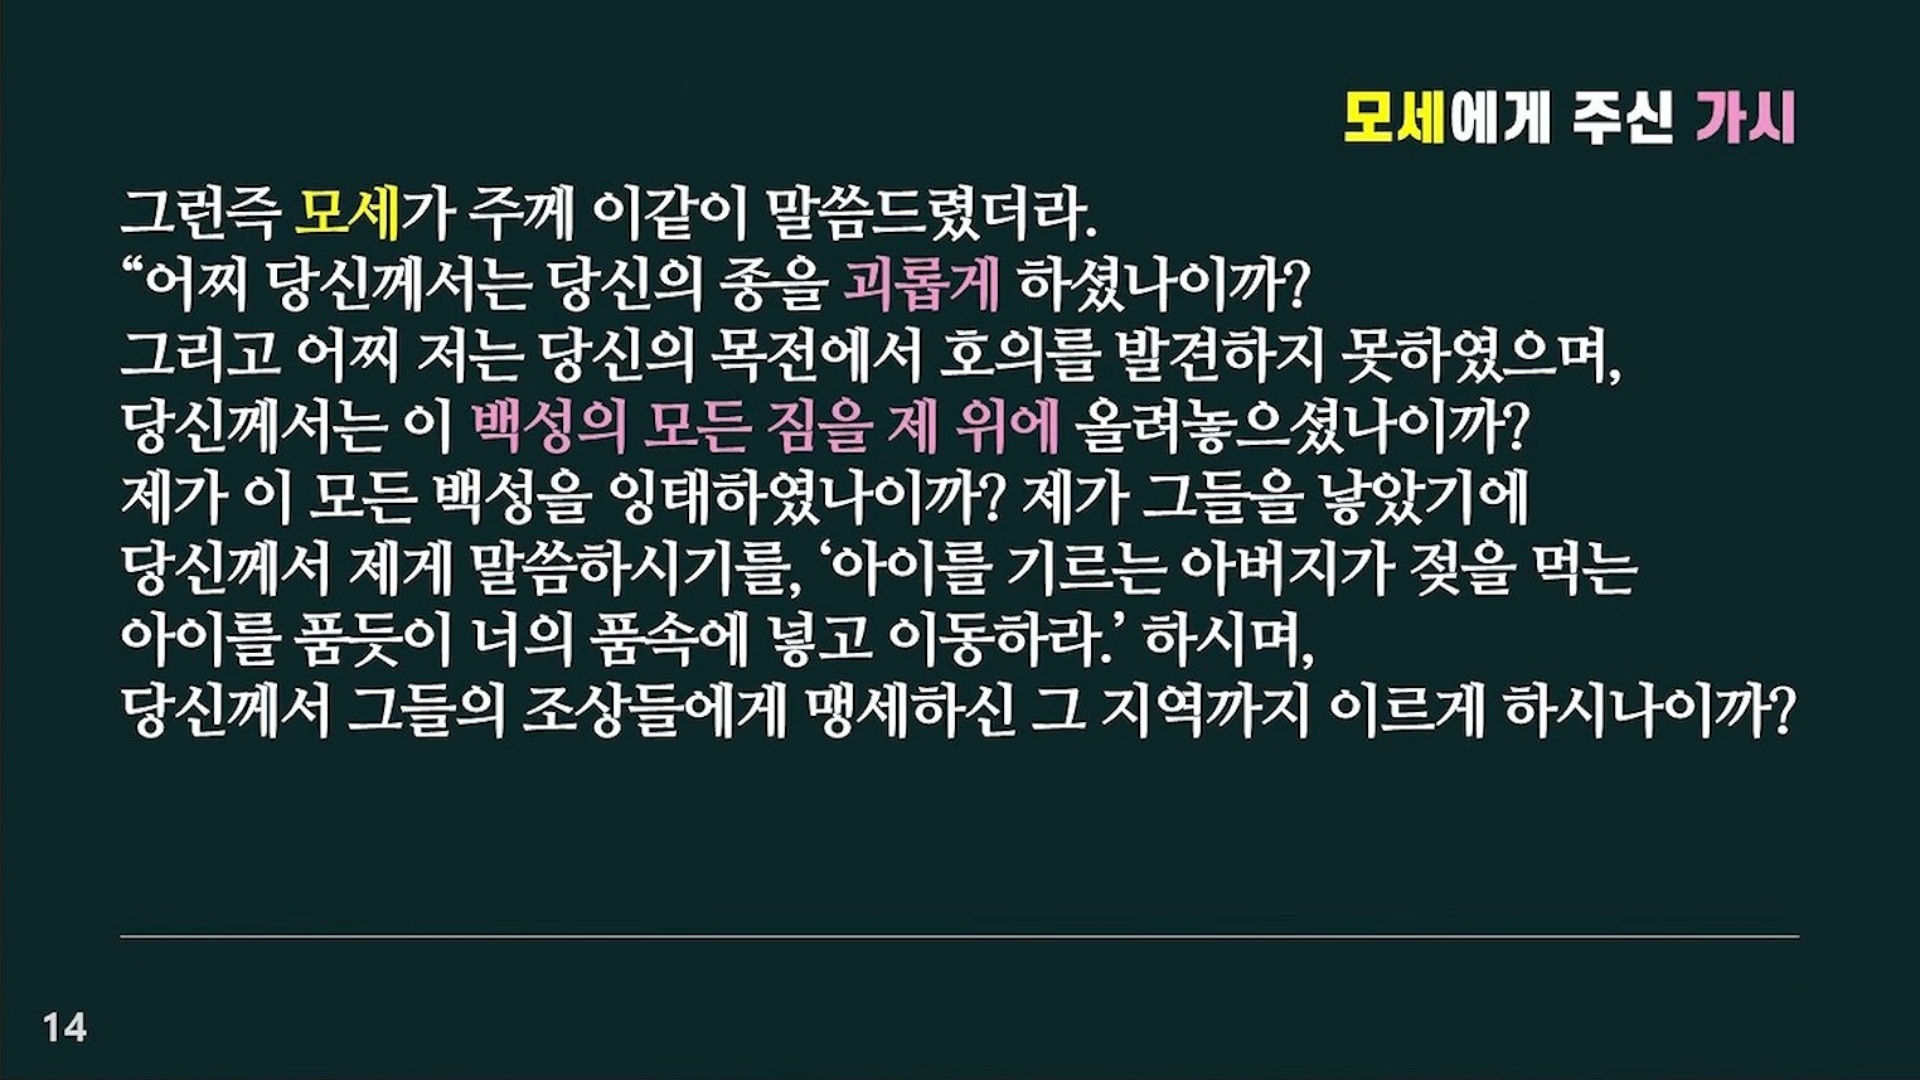 모세에게 주신 가시
그런즉 모세가 주께 이같이 말씀드렸더라.
“어찌 당신께서는 당신의 종을 괴롭게 하셨나이까?
그리고 어찌 저는 당신의 목전에서 호의를 발견하지 못하였으며,
당신께서는 이 백성의 모든 짐을 제 위에 올려놓으셨나이까?
제가 이 모든 백성을 잉태하였나이까? 제가 그들을 낳았기에
당신께서 제게 말씀하시기를, ‘아이를 기르는 아버지가 젖을 먹는
아이를 품듯이 너의 품속에 넣고 이동하라.’ 하시며,
당신께서 그들의 조상들에게 맹세하신 그 지역까지 이르게 하시나이까?
14